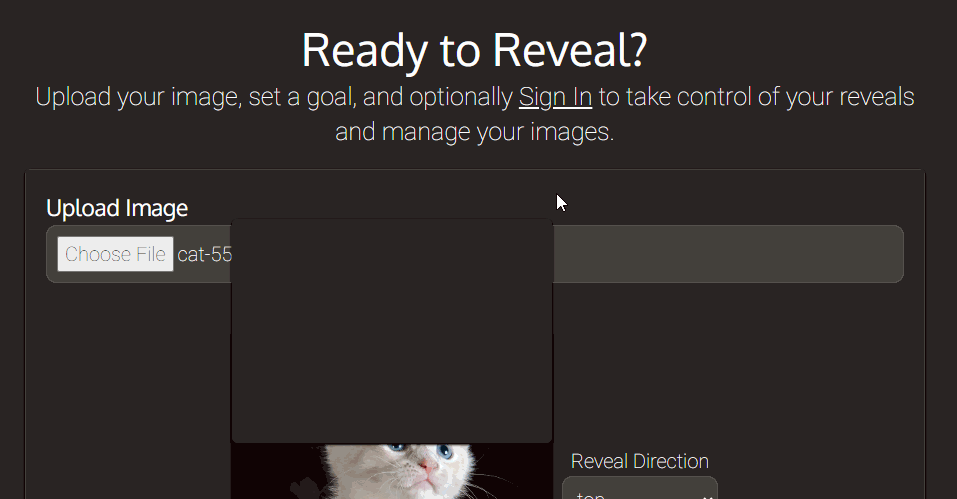 Ready to Reveal?
Upload your image, set a goal, and optionally Sign In to take control of your reveals
and manage your images.
Upload Image
Choose File cat-55
Reveal Direction
top